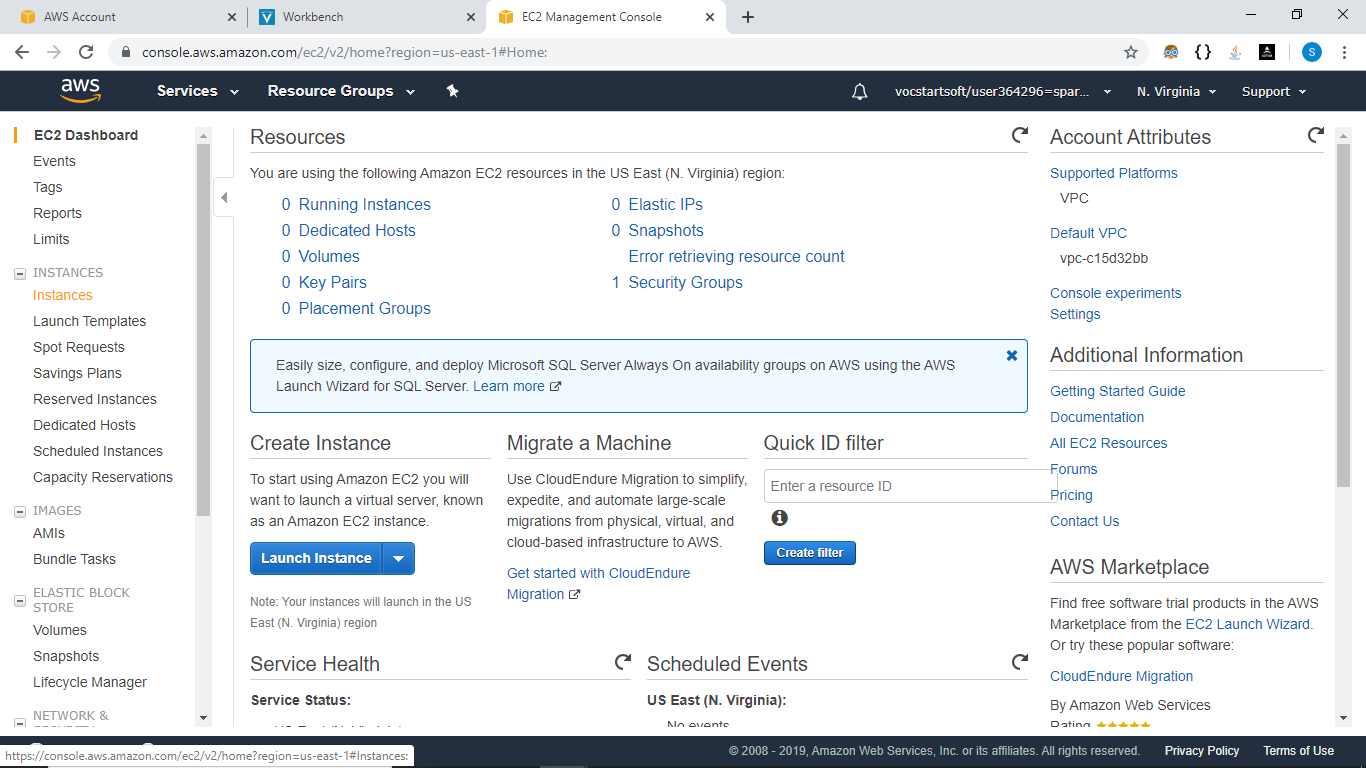 AWS Account
Workbench
EC2 Management Console
console.aws.amazon.com/ec2/v2/home?region=us-east-1#Home:
S
aws
Services
Resource Groups
vocstartsoft/user364296=spar...
N. Virginia
Support
EC2 Dashboard
Events
Tags
Reports
Limits
INSTANCES
Instances
Launch Templates
Spot Requests
Savings Plans
Reserved Instances
Dedicated Hosts
Scheduled Instances
Capacity Reservations
IMAGES
AMIs
Bundle Tasks
ELASTIC BLOCK
STORE
Volumes
Snapshots
Lifecycle Manager
NETWORK &
Resources
You are using the following Amazon EC2 resources in the US East (N. Virginia) region:
0 Running Instances
0 Dedicated Hosts
0 Volumes
0 Key Pairs
0 Placement Groups
0 Elastic IPs
0 Snapshots
Error retrieving resource count
1 Security Groups
Easily size, configure, and deploy Microsoft SQL Server Always On availability groups on AWS using the AWS
Launch Wizard for SQL Server. Learn more
Create Instance
To start using Amazon EC2 you will
want to launch a virtual server, known
as an Amazon EC2 instance.
Launch Instance
Note: Your instances will launch in the US
East (N. Virginia) region
Migrate a Machine
Use CloudEndure Migration to simplify,
expedite, and automate large-scale
migrations from physical, virtual, and
cloud-based infrastructure to AWS.
Get started with CloudEndure
Migration
Quick ID filter
Enter a resource ID
Create filter
Service Health
Service Status:
Scheduled Events
US East (N. Virginia):
No events
Account Attributes
Supported Platforms
VPC
Default VPC
vpc-c15d32bb
Console experiments
Settings
Additional Information
Getting Started Guide
Documentation
All EC2 Resources
Forums
Pricing
Contact Us
AWS Marketplace
Find free software trial products in the AWS
Marketplace from the EC2 Launch Wizard.
Or try these popular software:
CloudEndure Migration
By Amazon Web Services
Rating
https://console.aws.amazon.com/ec2/v2/home?region=us-east-1#Instances:
© 2008 - 2019, Amazon Web Services, Inc. or its affiliates. All rights reserved.
Privacy Policy
Terms of Use